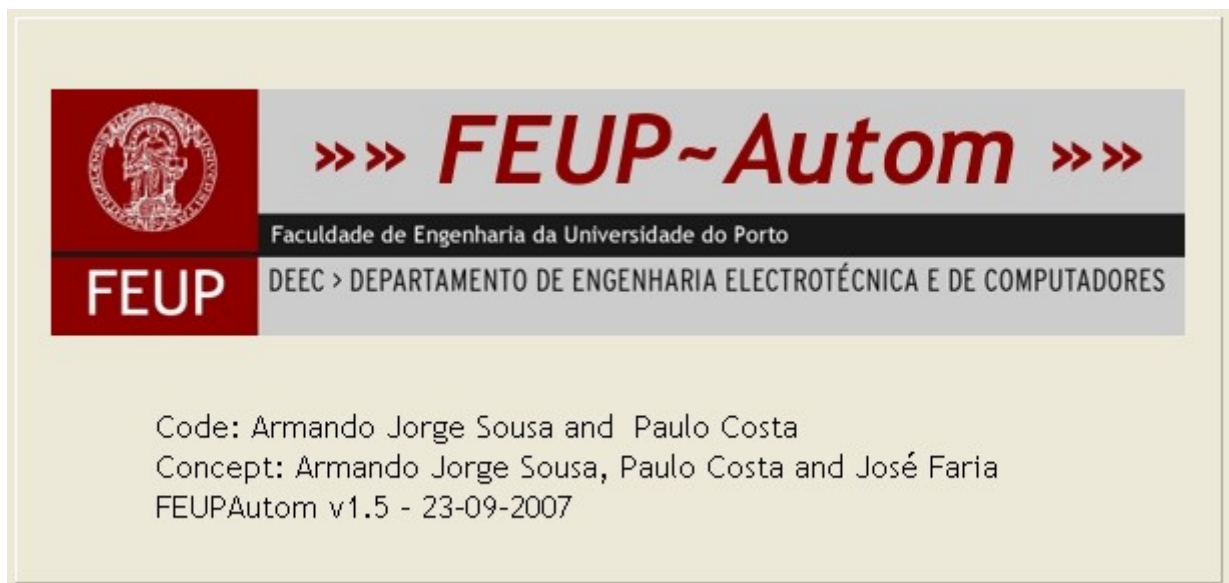 »» FEUP~Autom »»
Faculdade de Engenharia da Universidade do Porto
FEUP
DEEC > DEPARTAMENTO DE ENGENHARIA ELECTROTÉCNICA E DE COMPUTADORES
Code: Armando Jorge Sousa and Paulo Costa
Concept: Armando Jorge Sousa, Paulo Costa and José Faria
FEUPAutom v1.5 - 23-09-2007